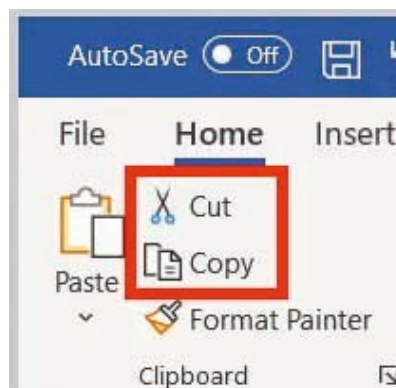 AutoSave Off
File Home Insert
Cut
Copy
Paste
Format Painter
Clipboard